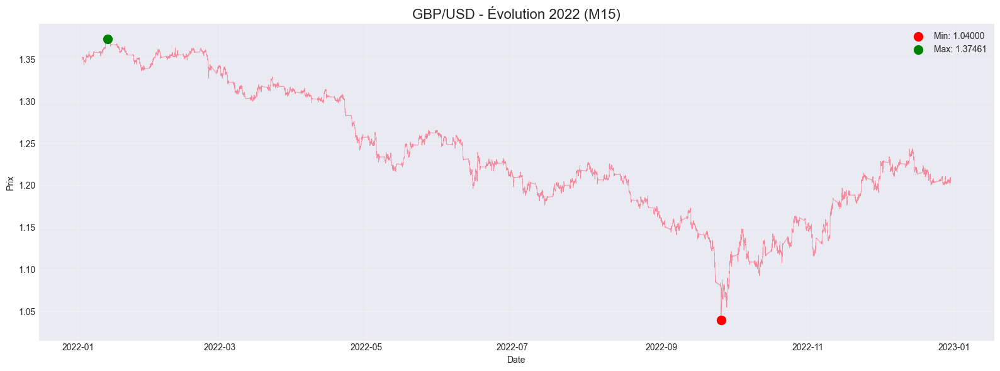 GBP/USD - Évolution 2022 (M15)
Min: 1.04000
Max: 1.37461
Prix
1.35
1.30
1.25
1.20
1.15
1.10
1.05
2022-01 2022-03 2022-05 2022-07 2022-09 2022-11 2023-01
Date